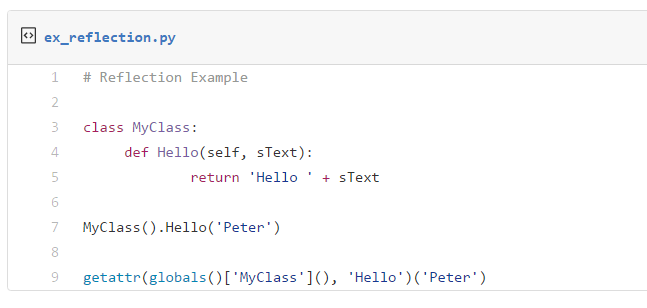 ex_reflection.py
1 # Reflection Example
2
3 class MyClass:
4 def Hello(self, sText):
5 return 'Hello ' + sText
6
7 MyClass().Hello('Peter')
8
9 getattr(globals()['MyClass'](), 'Hello')('Peter')